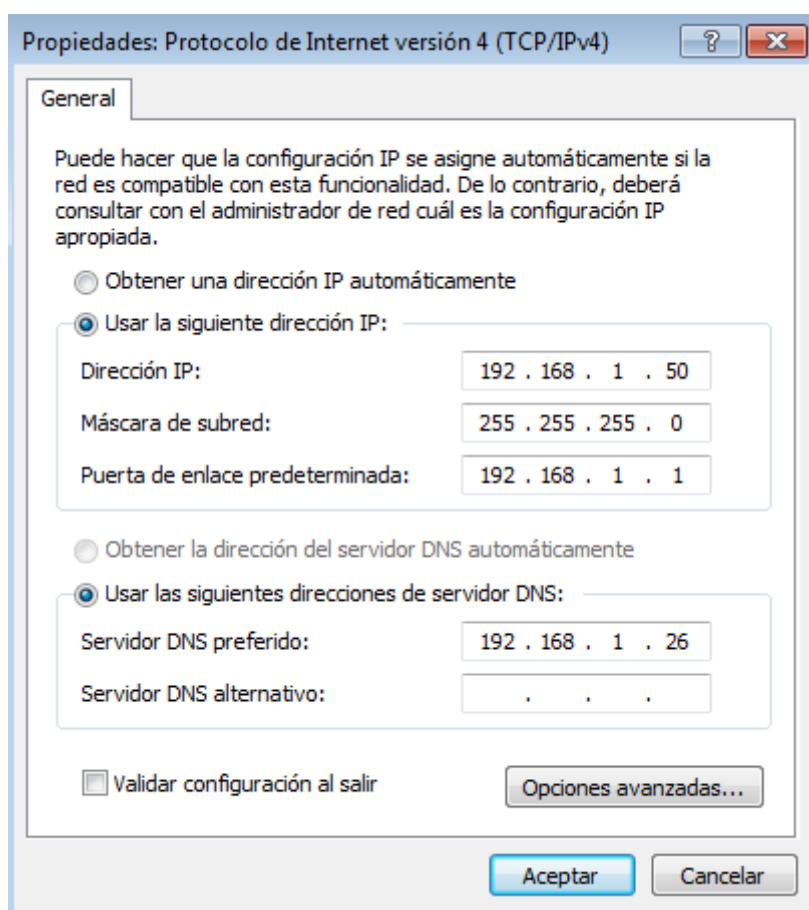 Propiedades: Protocolo de Internet versión 4 (TCP/IPv4)
General
Puede hacer que la configuración IP se asigne automáticamente si la
red es compatible con esta funcionalidad. De lo contrario, deberá
consultar con el administrador de red cuál es la configuración IP
apropiada.
Obtener una dirección IP automáticamente
Usar la siguiente dirección IP:
Dirección IP: 192 . 168 . 1 . 50
Máscara de subred: 255 . 255 . 255 . 0
Puerta de enlace predeterminada: 192 . 168 . 1 . 1
Obtener la dirección del servidor DNS automáticamente
Usar las siguientes direcciones de servidor DNS:
Servidor DNS preferido: 192 . 168 . 1 . 26
Servidor DNS alternativo: . . .
Validar configuración al salir
Opciones avanzadas...
Aceptar Cancelar